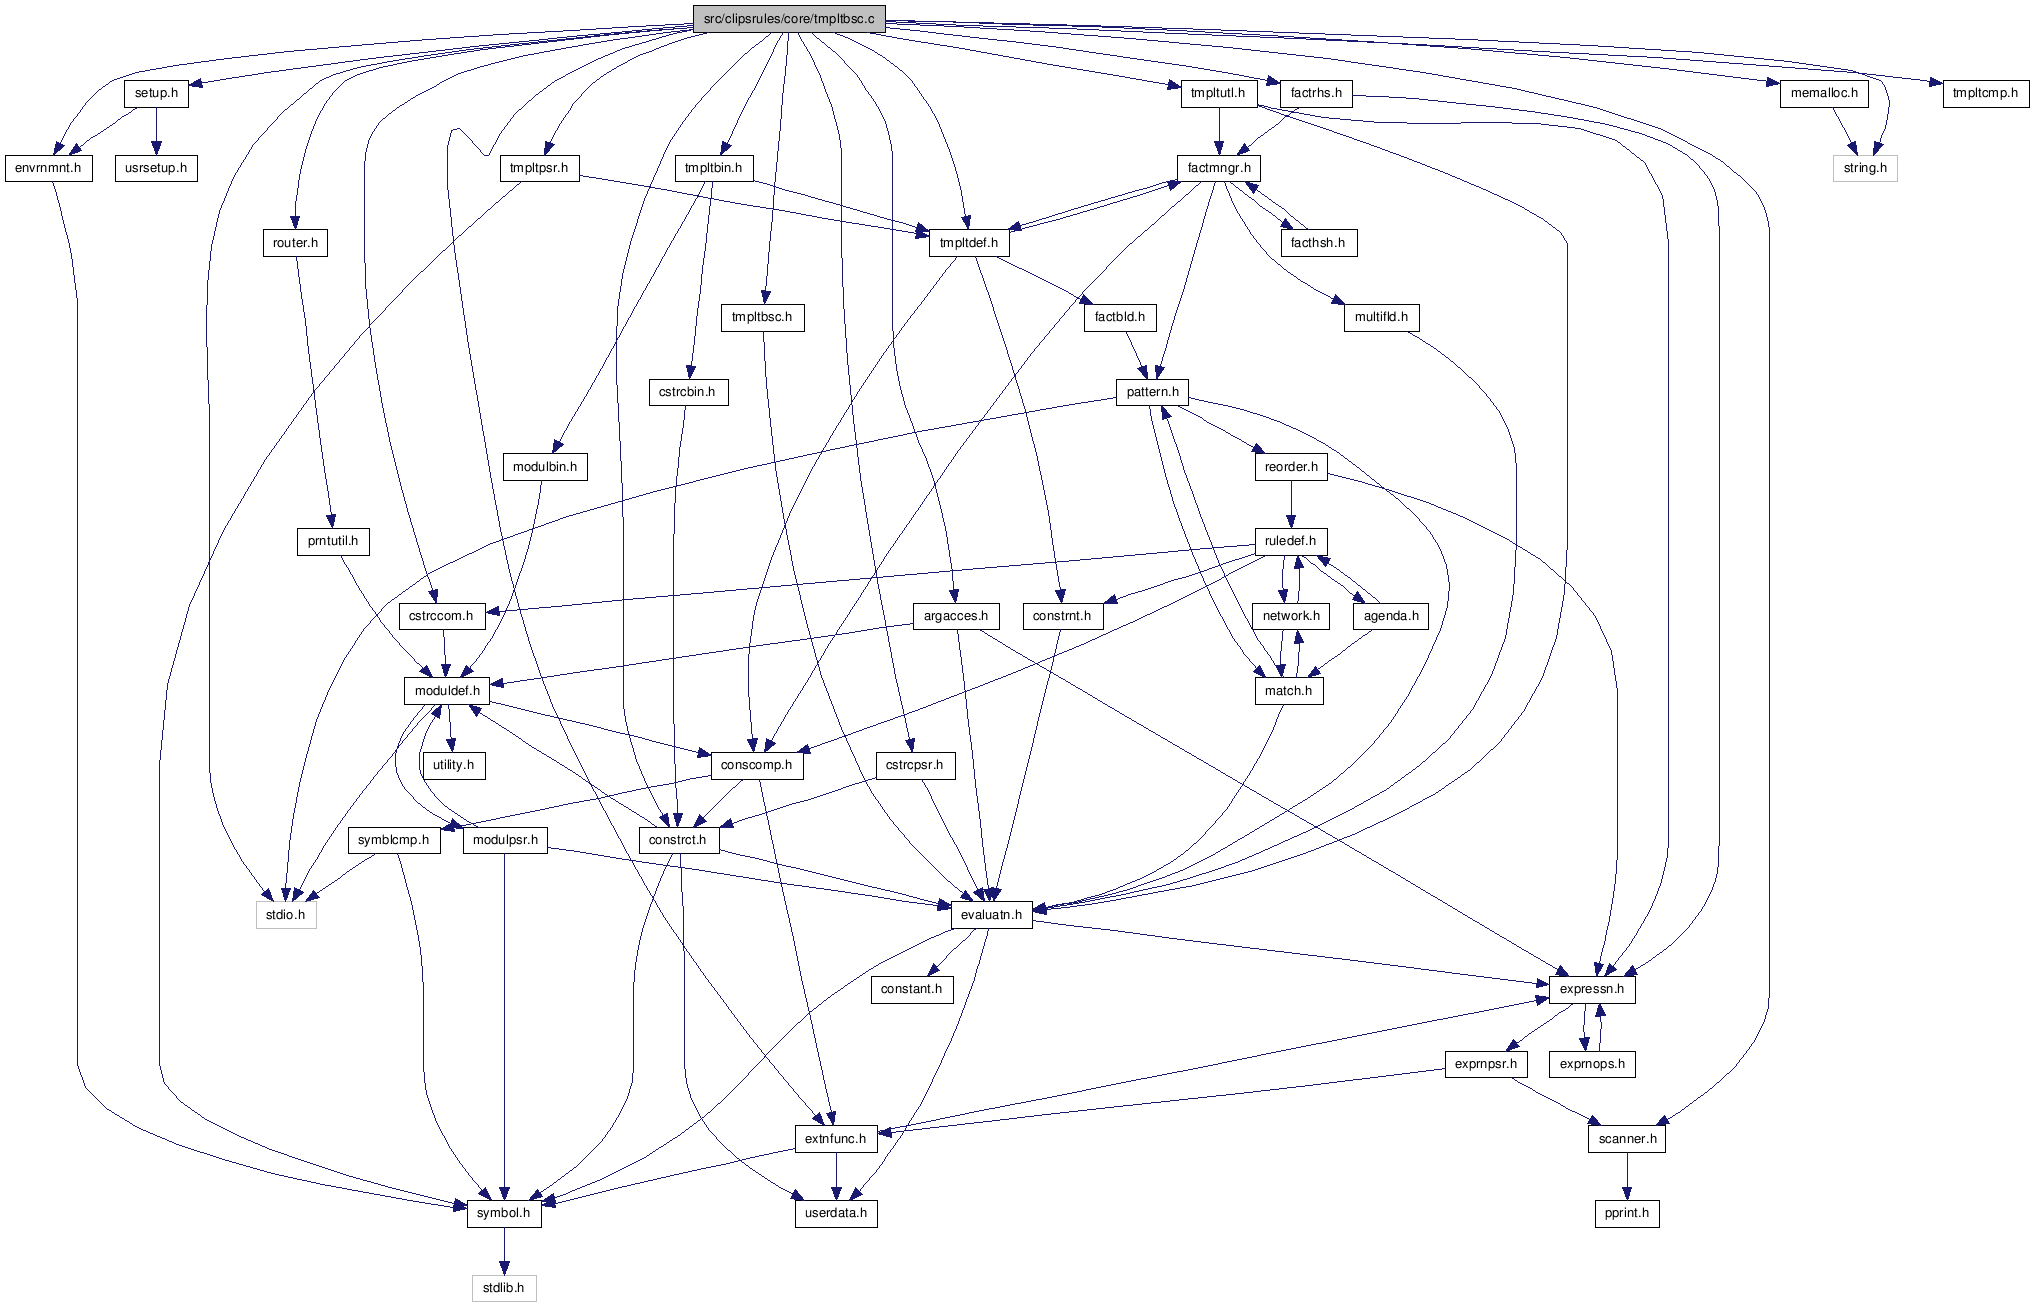 src/clipsrules/core/tmpltbsc.c
setup.h
tmpltutl.h
factrhs.h
memalloc.h
tmpltcmp.h
envrnmnt.h
usrsetup.h
tmpltpsr.h
tmpltbin.h
factmngr.h
string.h
router.h
tmpltdef.h
facthsh.h
tmpltbsc.h
factbld.h
multifld.h
cstrcbin.h
pattern.h
modulbin.h
reorder.h
prntutil.h
ruledef.h
cstrccom.h
argacces.h
constrnt.h
network.h
agenda.h
moduldef.h
match.h
utility.h
conscomp.h
cstrcpsr.h
symblcmp.h
modulpsr.h
constrct.h
stdio.h
evaluatn.h
constant.h
expressn.h
exprnpsr.h
exprnops.h
extnfunc.h
scanner.h
symbol.h
userdata.h
pprint.h
stdlib.h